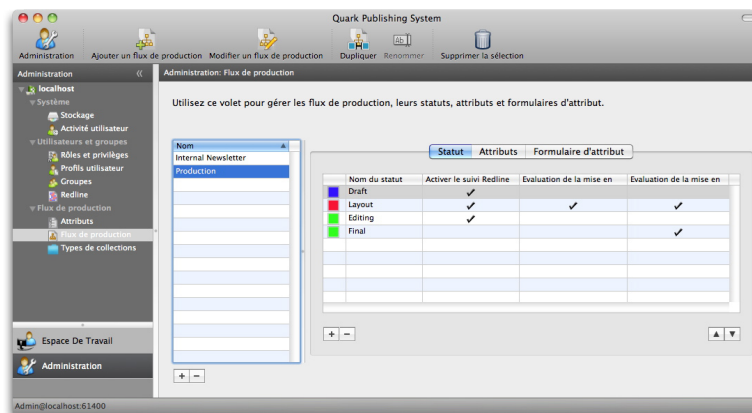 Quark Publishing System
Administration Ajouter un flux de production Modifier un flux de production Dupliquer Renommer Supprimer la sélection
Administration
localhost
Système
Stockage
Activité utilisateur
Utilisateurs et groupes
Rôles et privilèges
Profils utilisateur
Groupes
Redline
Flux de production
Attributs
Flux de production
Types de collections
Espace De Travail
Administration
Administration: Flux de production
Utilisez ce volet pour gérer les flux de production, leurs statuts, attributs et formulaires d'attribut.
Nom
Internal Newsletter
Production
Statut Attributs Formulaire d'attribut
Nom du statut Activer le suivi Redline Evaluation de la mise en Evaluation de la mise en
Draft
Layout
Editing
Final
Admin@localhost:61400